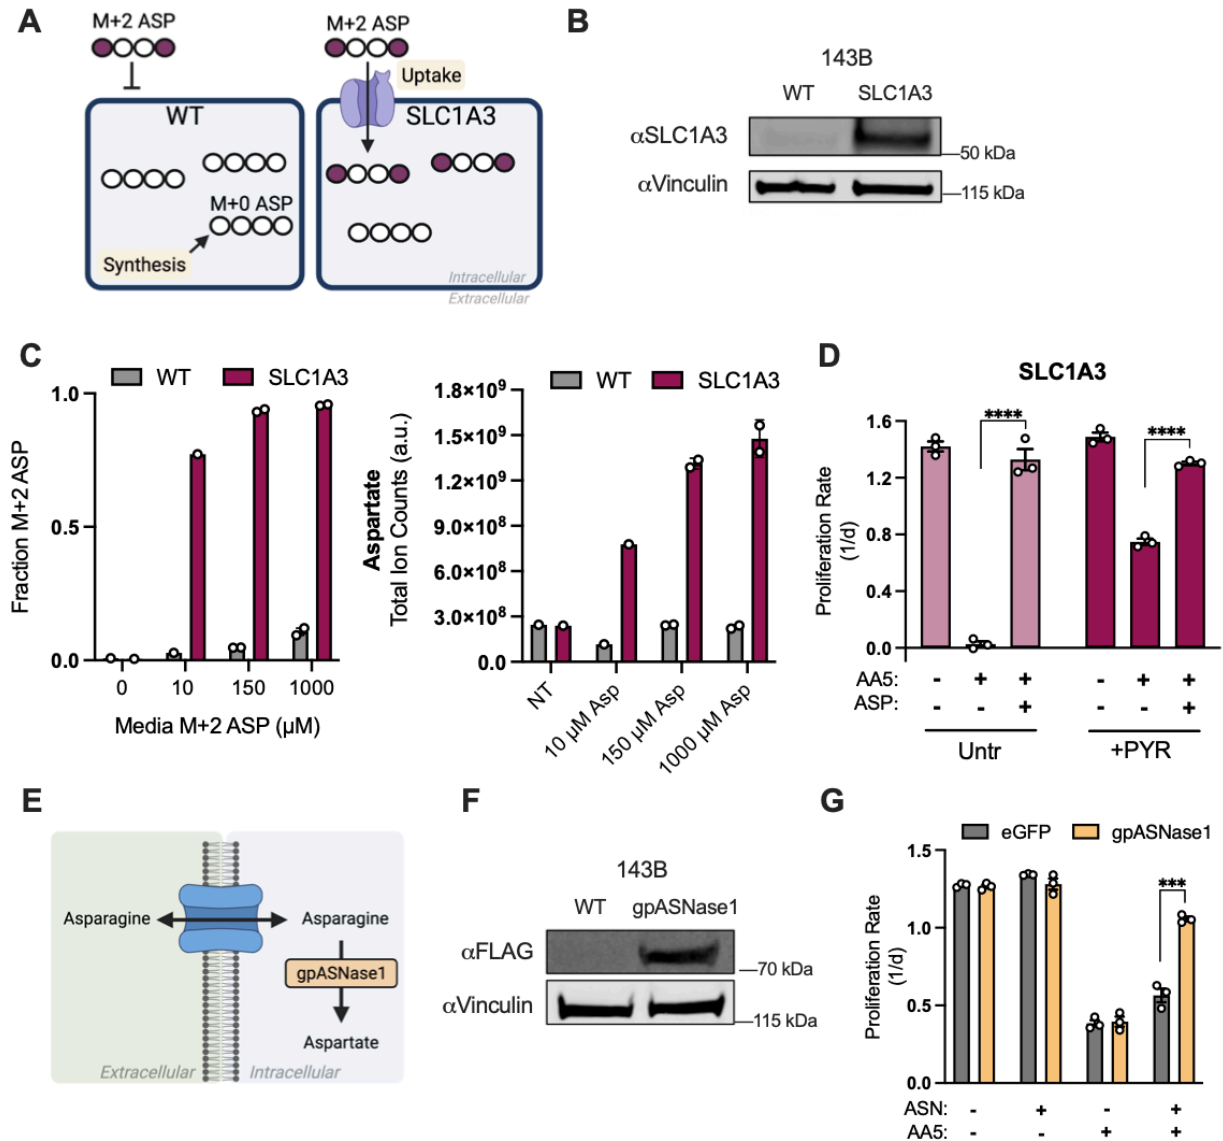 A
M+2 ASP
M+2 ASP
Uptake
WT
SLC1A3
M+0 ASP
Synthesis
Intracellular
Extracellular
B
143B
WT SLC1A3
αSLC1A3
50 kDa
αVinculin
115 kDa
C
WT SLC1A3
Fraction M+2 ASP
1.0
0.5
0.0
0 10 150 1000
Media M+2 ASP (µM)
WT SLC1A3
Aspartate
Total Ion Counts (a.u.)
1.8×10⁹
1.5×10⁹
1.2×10⁹
9.0×10⁸
6.0×10⁸
3.0×10⁸
0.0
NT
10 µM Asp
150 µM Asp
1000 µM Asp
D
SLC1A3
Proliferation Rate
(1/d)
1.6
1.2
0.8
0.4
0.0
**** ****
AA5: - + + - + +
ASP: - - + - - +
Untr +PYR
E
Asparagine Asparagine
gpASNase1
Aspartate
Extracellular Intracellular
F
143B
WT gpASNase1
αFLAG
70 kDa
αVinculin
115 kDa
G
eGFP gpASNase1
Proliferation Rate
(1/d)
1.5
1.0
0.5
0.0
***
ASN: - + - +
AA5: - - + +